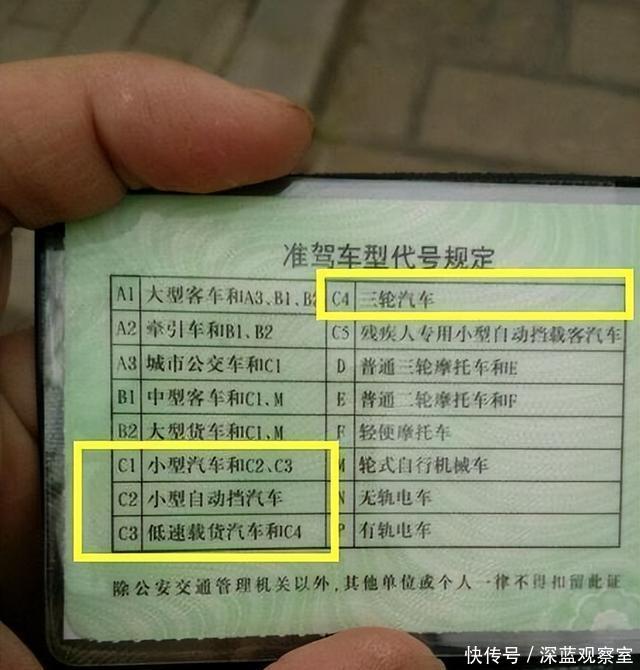 准驾车型代号规定
A1 大型客车和A3、B1、B2 C4 三轮汽车
A2 牵引车和B1、B2 C5 残疾人专用小型自动挡载客汽车
A3 城市公交车和C1 D 普通三轮摩托车和E
B1 中型客车和C1、M E 普通二轮摩托车和F
B2 大型货车和C1、M F 轻便摩托车
C1 小型汽车和C2、C3 M 轮式自行机械车
C2 小型自动挡汽车 N 无轨电车
C3 低速载货汽车和C4 P 有轨电车
除公安交通管理机关以外，其他单位或个人一律不得扣留此证
快传号／深蓝观察室